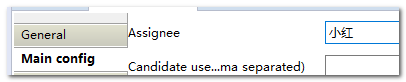 General
Assignee
小红
Main config
Candidate use...ma separated)